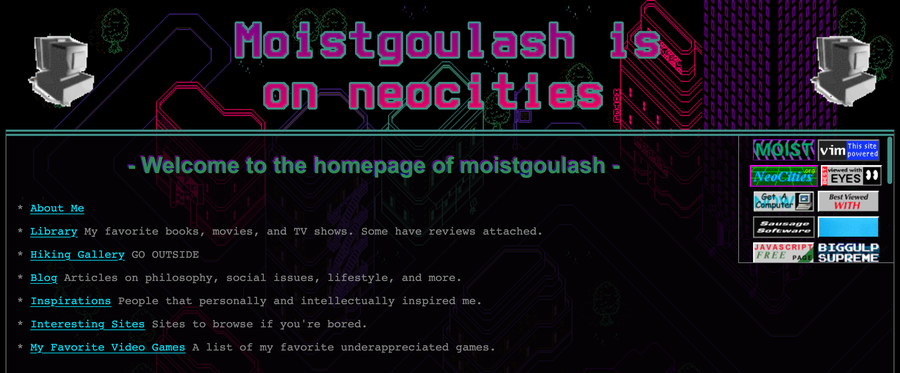 Moistgoulash is
on neocities
- Welcome to the homepage of moistgoulash -
* About Me
* Library My favorite books, movies, and TV shows. Some have reviews attached.
* Hiking Gallery GO OUTSIDE
* Blog Articles on philosophy, social issues, lifestyle, and more.
* Inspirations People that personally and intellectually inspired me.
* Interesting Sites Sites to browse if you're bored.
* My Favorite Video Games A list of my favorite underappreciated games.
MOIST
vim This site
powered
NeoCities
viewed with
EYES
Get A
Computer
NOW
Best Viewed
WITH
Sausage
Software
JAVASCRIPT
FREE PAGE
BIGGULP
SUPREME